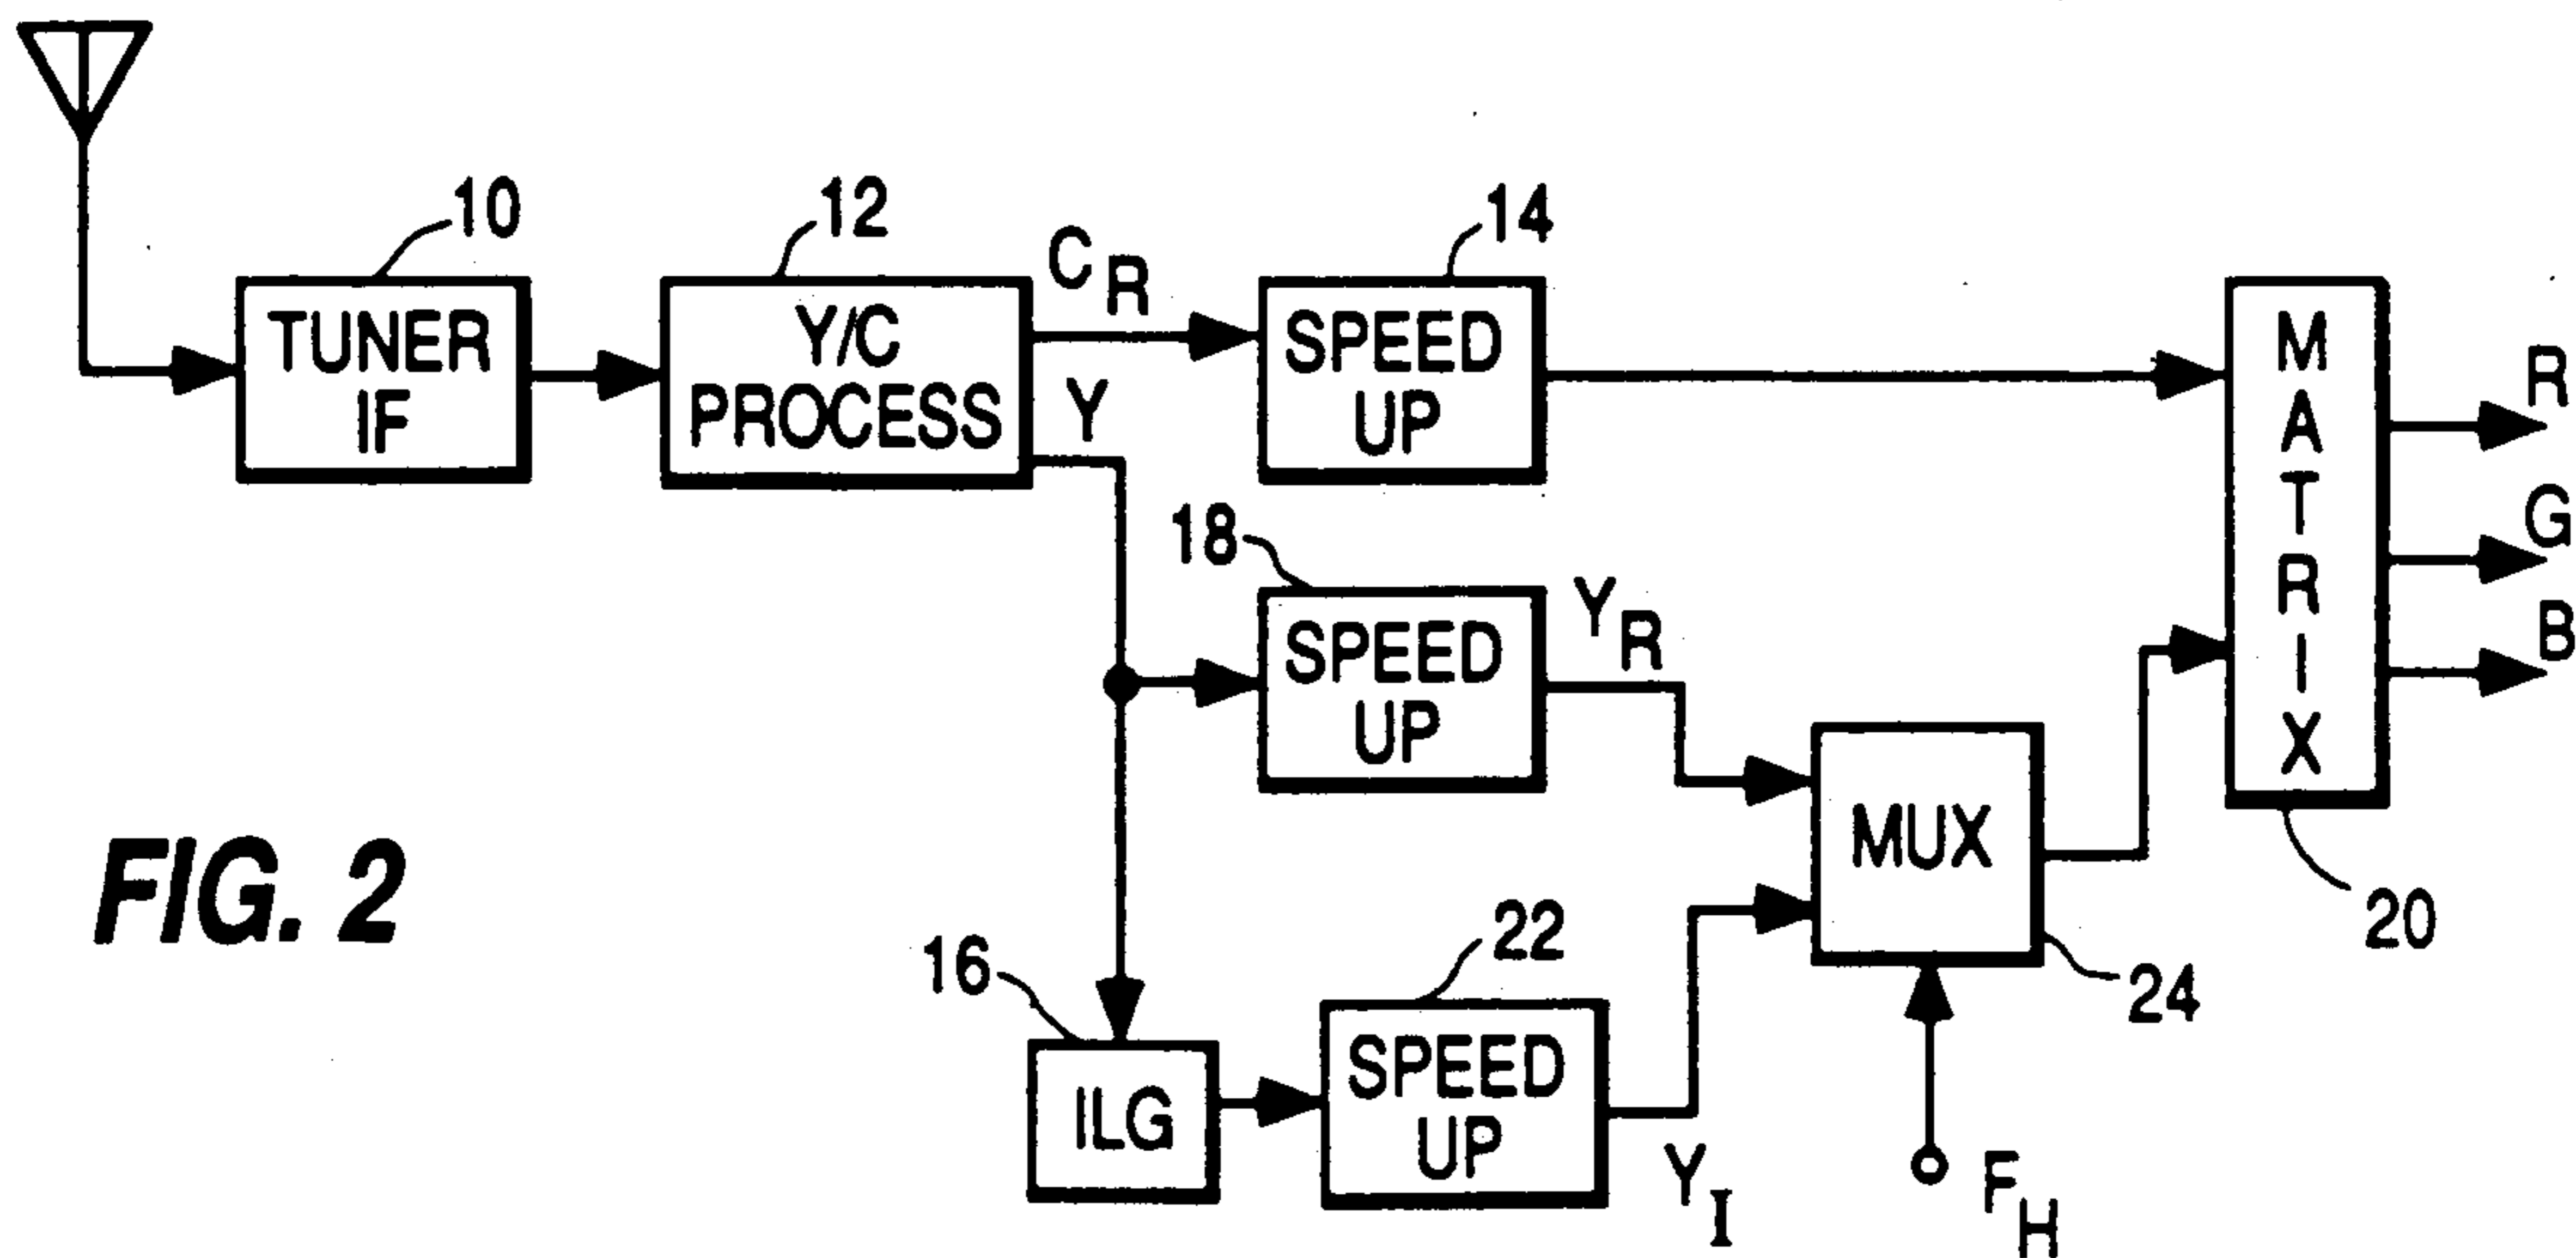 10
12
14
C_R
TUNER
IF
Y/C
PROCESS
Y
SPEED
UP
MATRIX
R
G
B
18
SPEED
UP
Y_R
MUX
20
24
FIG. 2
16
22
ILG
SPEED
UP
Y_I
F_H